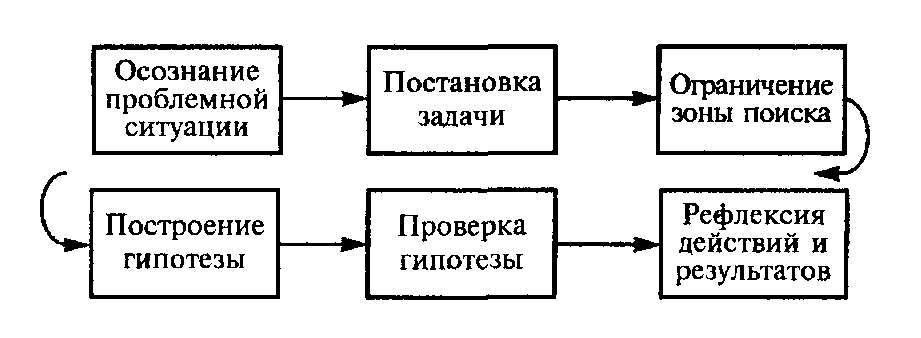 Осознание
проблемной
ситуации
Постановка
задачи
Ограничение
зоны поиска
Построение
гипотезы
Проверка
гипотезы
Рефлексия
действий и
результатов